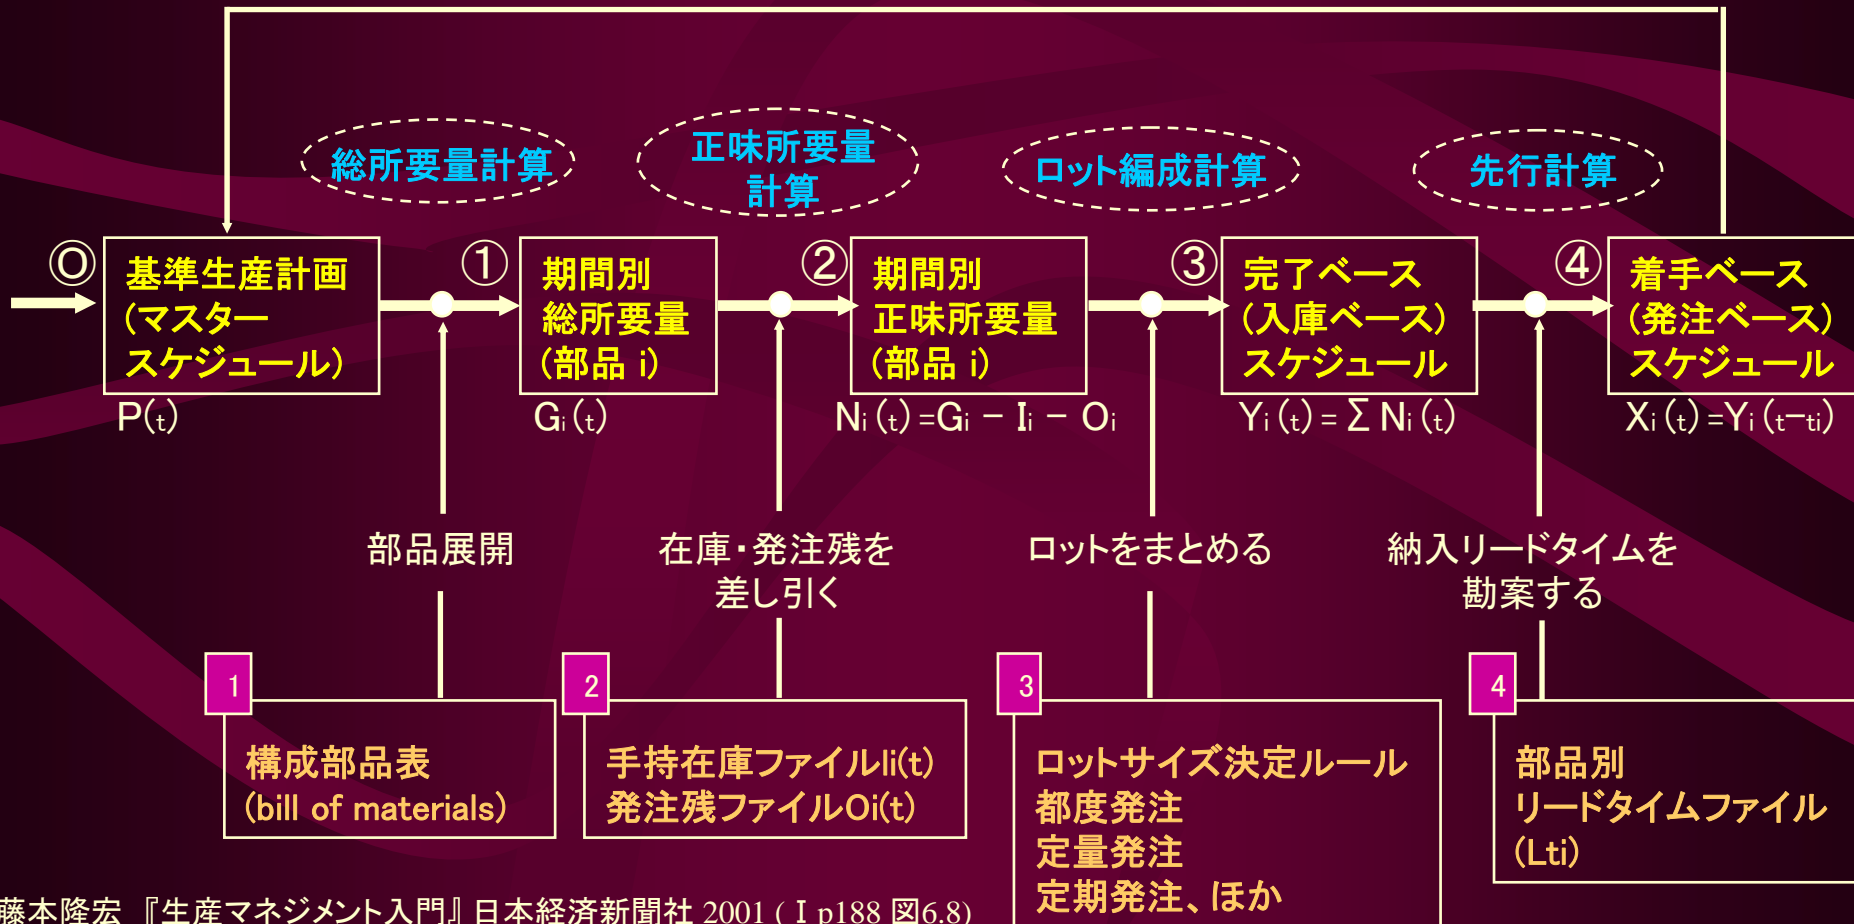 総所要量計算
正味所要量
計算
ロット編成計算
先行計算
⓪
基準生産計画
(マスター
スケジュール)
P(t)
①
期間別
総所要量
(部品 i)
Gi(t)
②
期間別
正味所要量
(部品 i)
Ni(t)=Gi − Ii − Oi
③
完了ベース
(入庫ベース)
スケジュール
Yi(t)=Σ Ni(t)
④
着手ベース
(発注ベース)
スケジュール
Xi(t)=Yi(t−ti)
部品展開
在庫・発注残を
差し引く
ロットをまとめる
納入リードタイムを
勘案する
1
構成部品表
(bill of materials)
2
手持在庫ファイルIi(t)
発注残ファイルOi(t)
3
ロットサイズ決定ルール
都度発注
定量発注
定期発注、ほか
4
部品別
リードタイムファイル
(Lti)
藤本隆宏 『生産マネジメント入門』 日本経済新聞社 2001 ( I p188 図6.8)